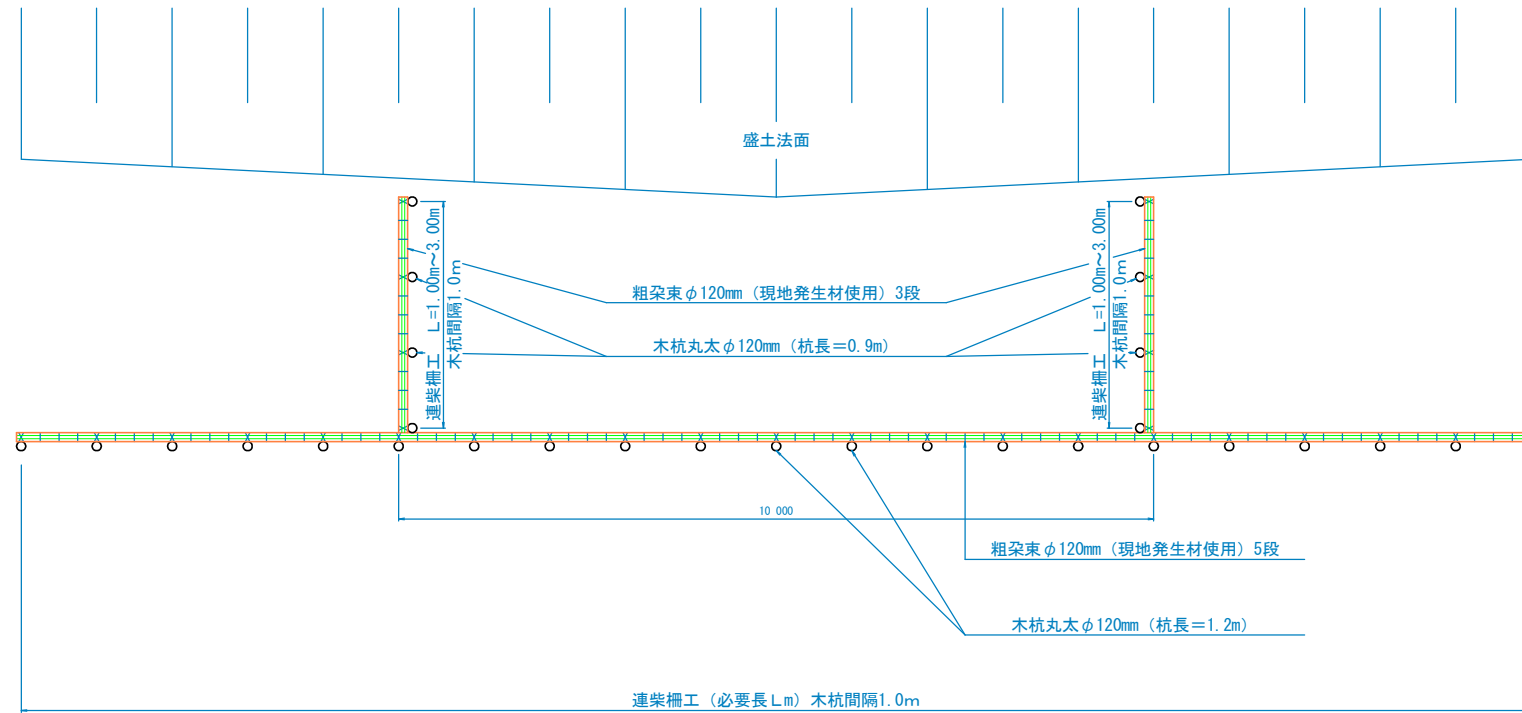 盛土法面
連柴柵工 L=1.00m～3.00m
木杭間隔1.0m
連柴柵工 L=1.00m～3.00m
木杭間隔1.0m
粗朶束φ120mm（現地発生材使用）3段
木杭丸太φ120mm（杭長＝0.9m）
10 000
粗朶束φ120mm（現地発生材使用）5段
木杭丸太φ120mm（杭長＝1.2m）
連柴柵工（必要長Lm）木杭間隔1.0m